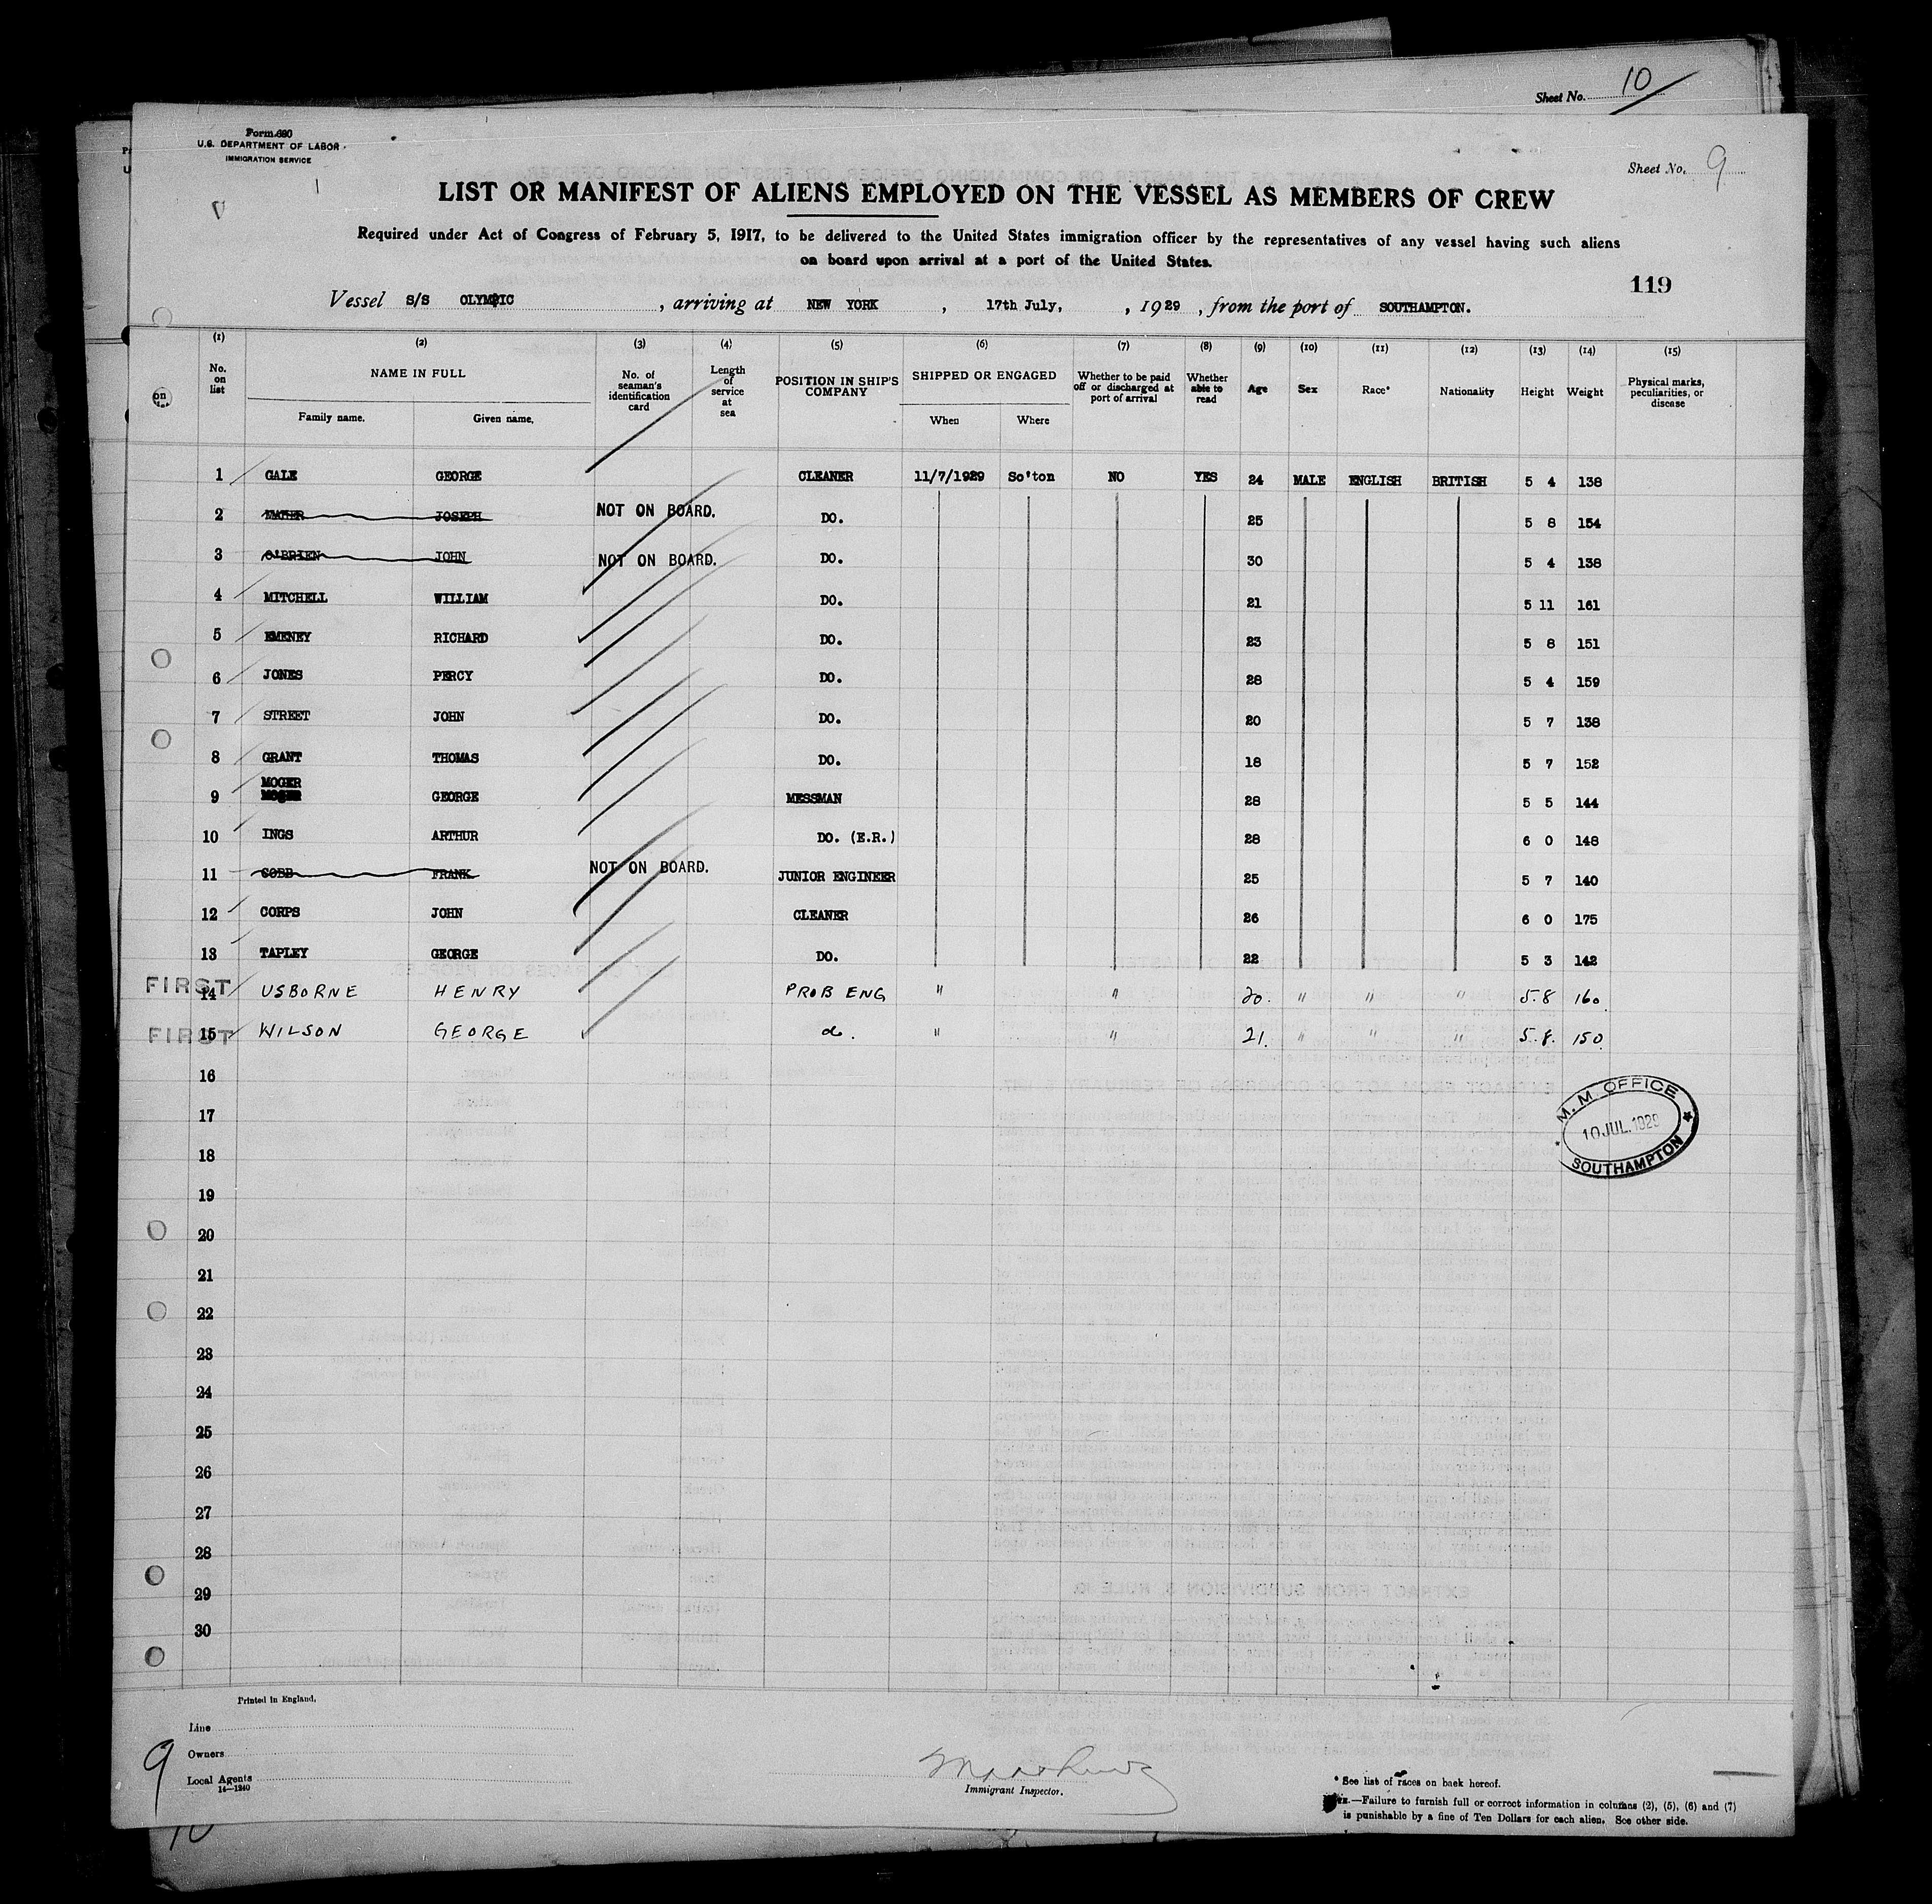 Sheet No. 10
Form 680
U.S. DEPARTMENT OF LABOR
IMMIGRATION SERVICE
Sheet No. 9
LIST OR MANIFEST OF ALIENS EMPLOYED ON THE VESSEL AS MEMBERS OF CREW
Required under Act of Congress of February 5, 1917, to be delivered to the United States immigration officer by the representatives of any vessel having such aliens
on board upon arrival at a port of the United States.
119
Vessel S/S OLYMPIC, arriving at NEW YORK, 17th July, , 1929, from the port of SOUTHAMPTON.
(1) (2) (3) (4) (5) (6) (7) (8) (9) (10) (11) (12) (13) (14) (15)
No. on list NAME IN FULL Family name. Given name. No. of seaman's identification card Length of service at sea POSITION IN SHIP'S COMPANY SHIPPED OR ENGAGED When Where Whether to be paid off or discharged at port of arrival Whether able to read Age Sex Race* Nationality Height Weight Physical marks, peculiarities, or disease
1 GALE GEORGE CLEANER 11/7/1929 So'ton NO YES 24 MALE ENGLISH BRITISH 5 4 138
2 JOSEPH NOT ON BOARD. DO. 25 5 8 154
3 O'BRIEN JOHN NOT ON BOARD. DO. 30 5 4 138
4 MITCHELL WILLIAM DO. 21 5 11 161
5 EMENEY RICHARD DO. 23 5 8 151
6 JONES PERCY DO. 28 5 4 159
7 STREET JOHN DO. 20 5 7 138
8 GRANT THOMAS DO. 18 5 7 152
MOGER
9 GEORGE MESSMAN 28 5 5 144
10 INGS ARTHUR DO. (E.R.) 28 6 0 148
11 COBB FRANK NOT ON BOARD. JUNIOR ENGINEER 25 5 7 140
12 CORPS JOHN CLEANER 26 6 0 175
13 TAPLEY GEORGE DO. 22 5 3 142
FIRST 14 USBORNE HENRY PROB ENG " " 20. " " " 5.8 160
FIRST 15 WILSON GEORGE do. " " 21. " " " 5.8. 150
16
17
18
19
20
21
22
23
24
25
26
27
28
29
30
M.M OFFICE
10 JUL. 1929
SOUTHAMPTON
Printed in England.
Line
Owners
Local Agents
14—1240
9
Immigrant Inspector.
* See list of races on back hereof.
—Failure to furnish full or correct information in columns (2), (5), (6) and (7)
is punishable by a fine of Ten Dollars for each alien. See other side.
10